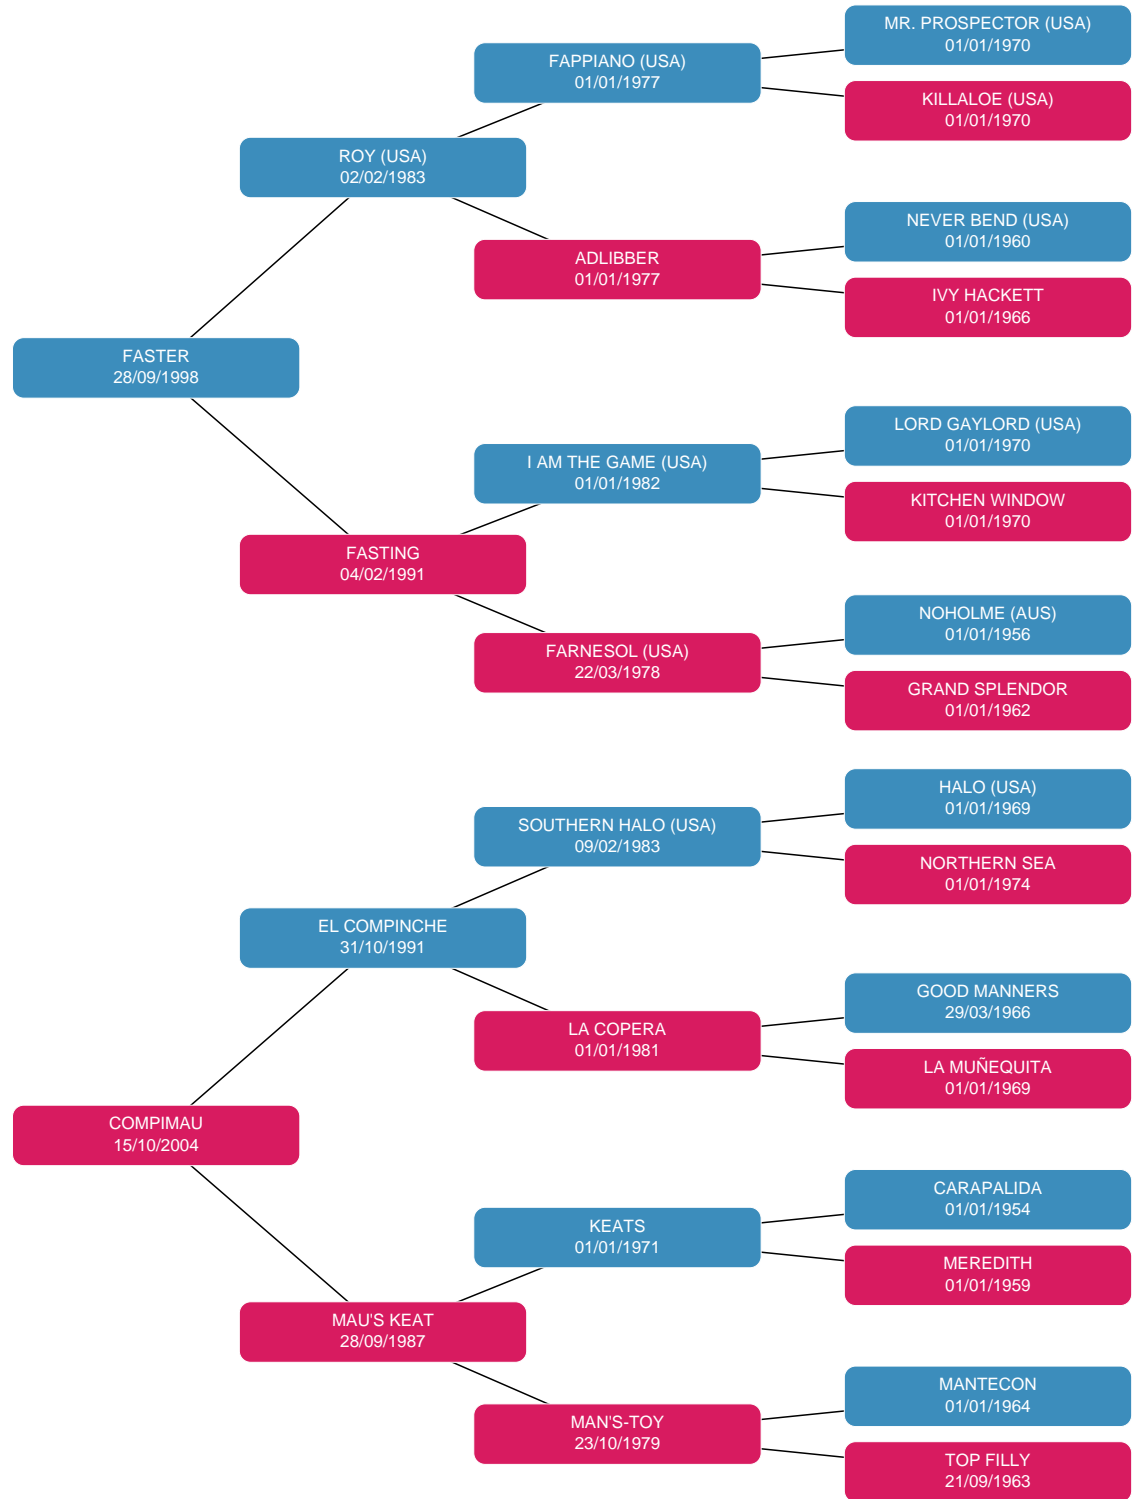 MR. PROSPECTOR (USA)
01/01/1970
FAPPIANO (USA)
01/01/1977
KILLALOE (USA)
01/01/1970
ROY (USA)
02/02/1983
NEVER BEND (USA)
01/01/1960
ADLIBBER
01/01/1977
IVY HACKETT
01/01/1966
FASTER
28/09/1998
LORD GAYLORD (USA)
01/01/1970
I AM THE GAME (USA)
01/01/1982
KITCHEN WINDOW
01/01/1970
FASTING
04/02/1991
NOHOLME (AUS)
01/01/1956
FARNESOL (USA)
22/03/1978
GRAND SPLENDOR
01/01/1962
HALO (USA)
01/01/1969
SOUTHERN HALO (USA)
09/02/1983
NORTHERN SEA
01/01/1974
EL COMPINCHE
31/10/1991
GOOD MANNERS
29/03/1966
LA COPERA
01/01/1981
LA MUÑEQUITA
01/01/1969
COMPIMAU
15/10/2004
CARAPALIDA
01/01/1954
KEATS
01/01/1971
MEREDITH
01/01/1959
MAU'S KEAT
28/09/1987
MANTECON
01/01/1964
MAN'S-TOY
23/10/1979
TOP FILLY
21/09/1963